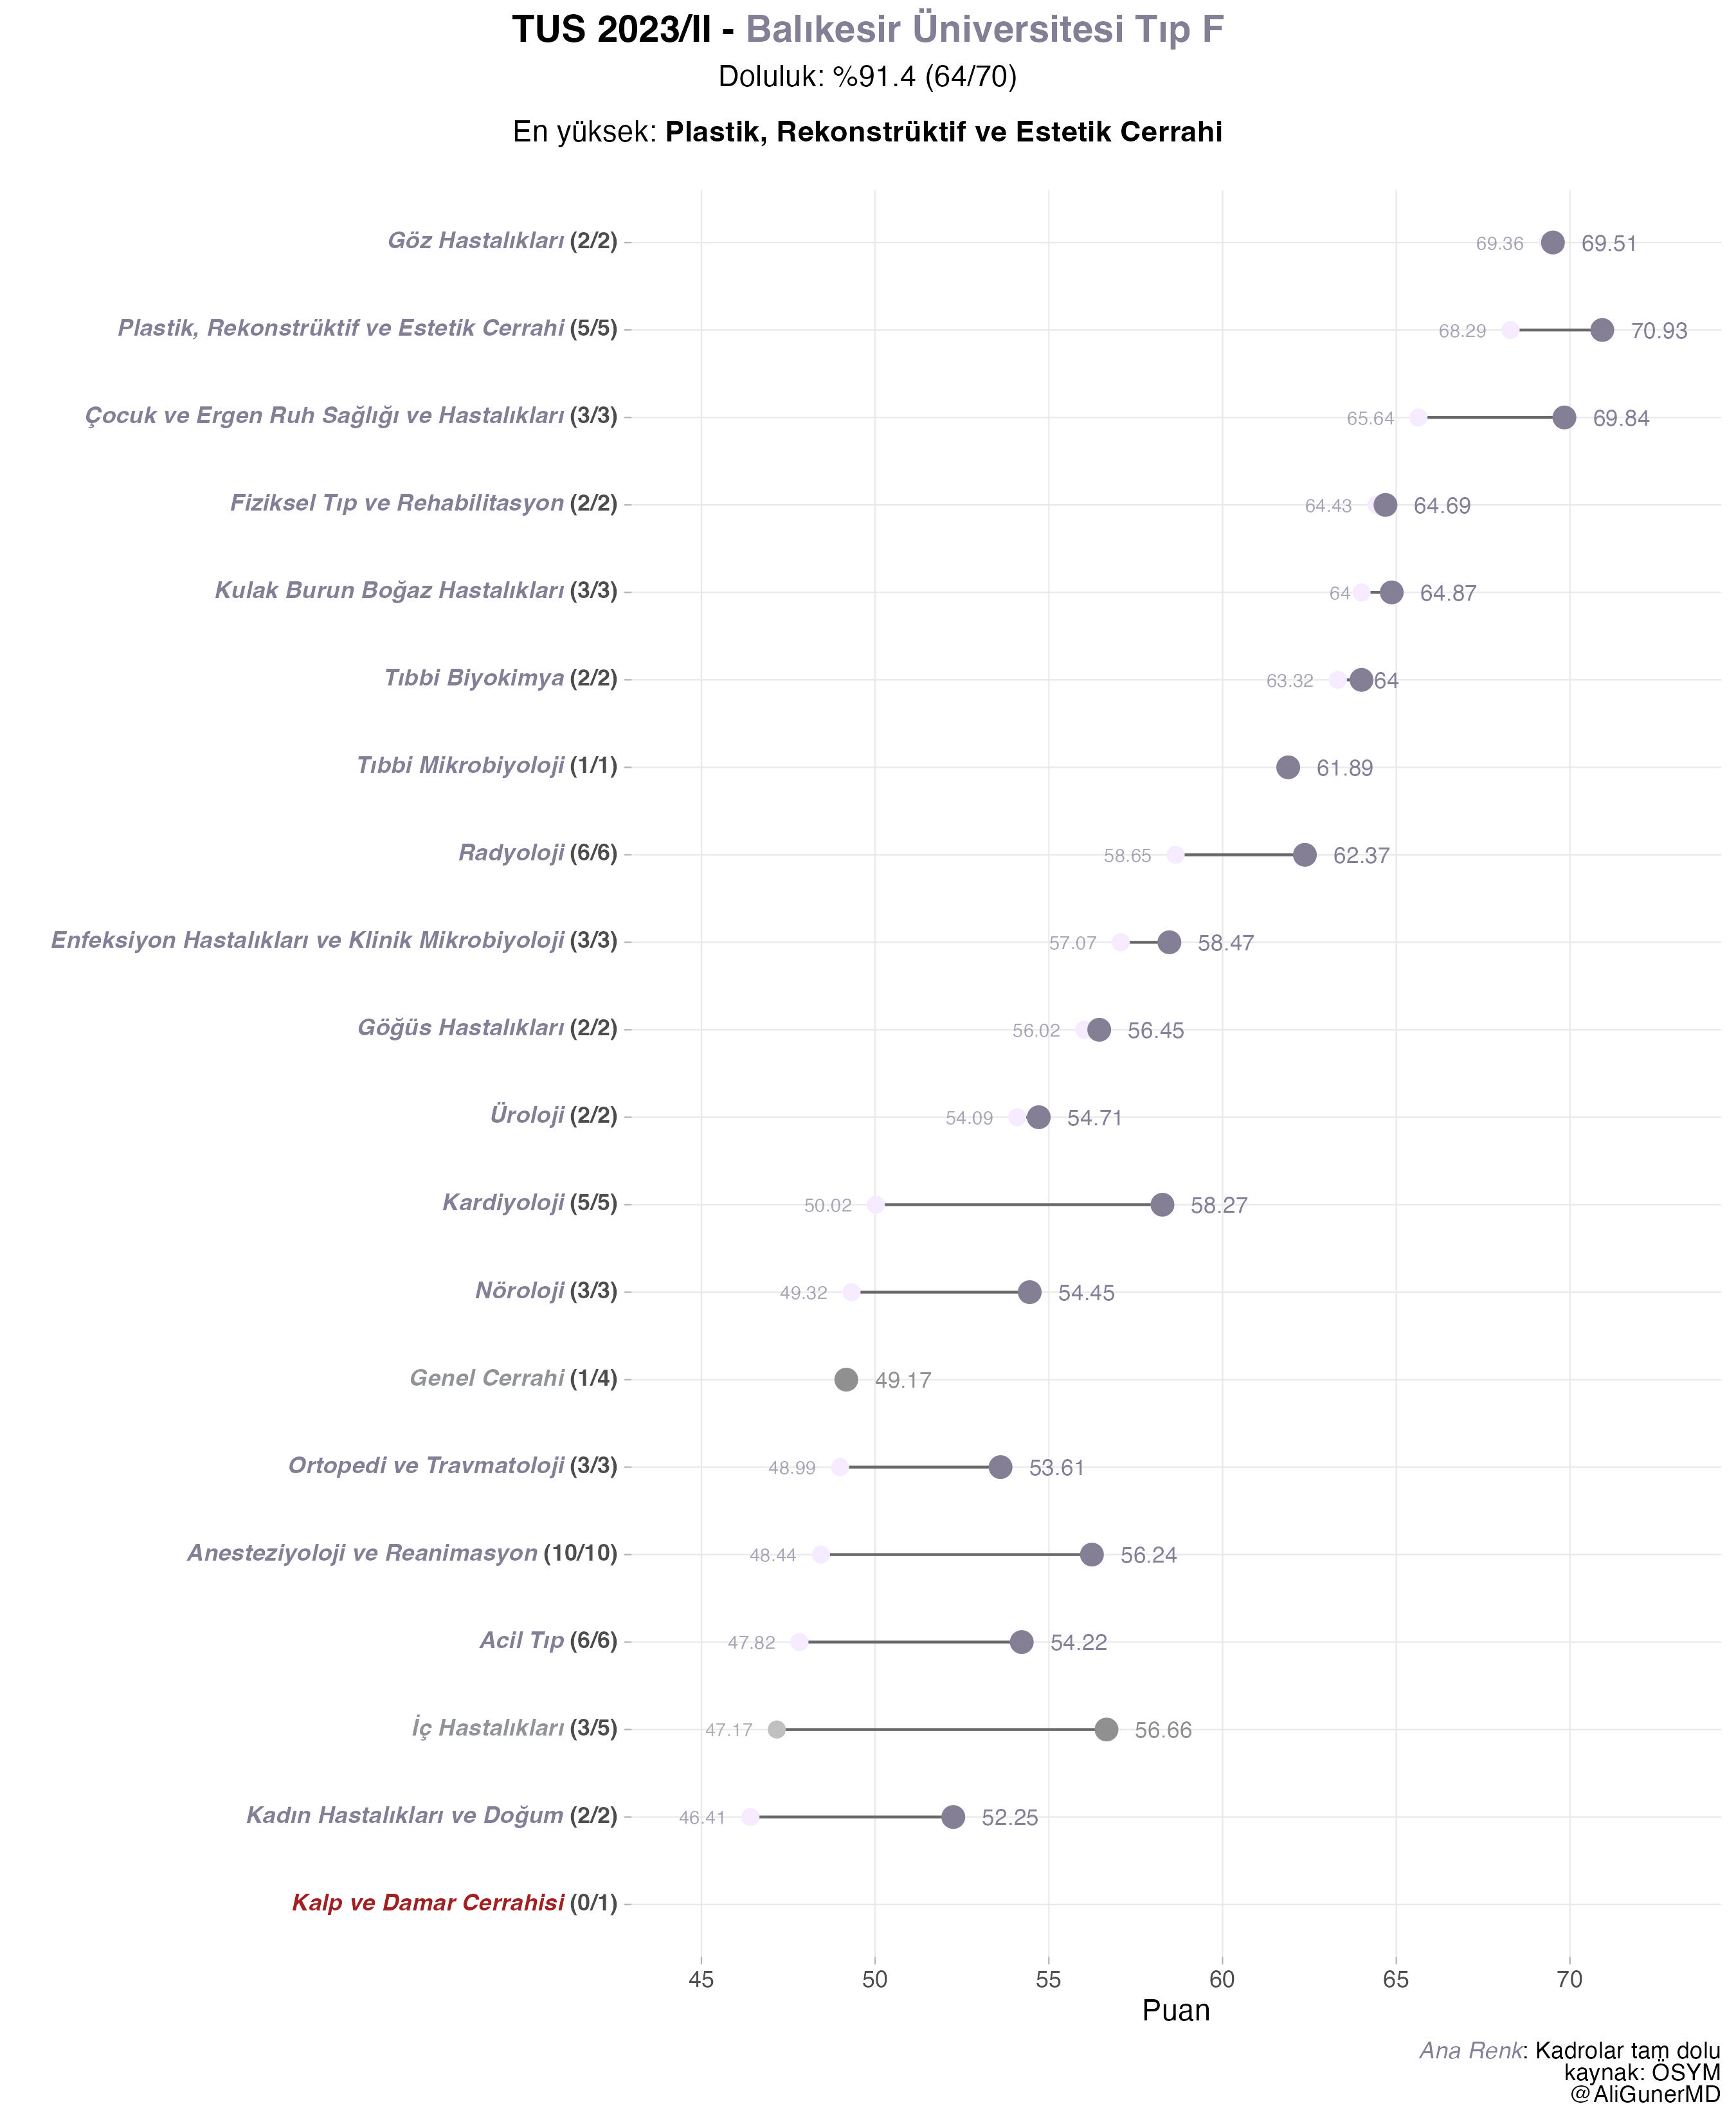 TUS 2023/II - Balıkesir Üniversitesi Tıp F
Doluluk: %91.4 (64/70)
En yüksek: Plastik, Rekonstrüktif ve Estetik Cerrahi
Göz Hastalıkları (2/2) 69.36 69.51
Plastik, Rekonstrüktif ve Estetik Cerrahi (5/5) 68.29 70.93
Çocuk ve Ergen Ruh Sağlığı ve Hastalıkları (3/3) 65.64 69.84
Fiziksel Tıp ve Rehabilitasyon (2/2) 64.43 64.69
Kulak Burun Boğaz Hastalıkları (3/3) 64 64.87
Tıbbi Biyokimya (2/2) 63.32 64
Tıbbi Mikrobiyoloji (1/1) 61.89
Radyoloji (6/6) 58.65 62.37
Enfeksiyon Hastalıkları ve Klinik Mikrobiyoloji (3/3) 57.07 58.47
Göğüs Hastalıkları (2/2) 56.02 56.45
Üroloji (2/2) 54.09 54.71
Kardiyoloji (5/5) 50.02 58.27
Nöroloji (3/3) 49.32 54.45
Genel Cerrahi (1/4) 49.17
Ortopedi ve Travmatoloji (3/3) 48.99 53.61
Anesteziyoloji ve Reanimasyon (10/10) 48.44 56.24
Acil Tıp (6/6) 47.82 54.22
İç Hastalıkları (3/5) 47.17 56.66
Kadın Hastalıkları ve Doğum (2/2) 46.41 52.25
Kalp ve Damar Cerrahisi (0/1)
45 50 55 60 65 70
Puan
Ana Renk: Kadrolar tam dolu
kaynak: ÖSYM
@AliGunerMD